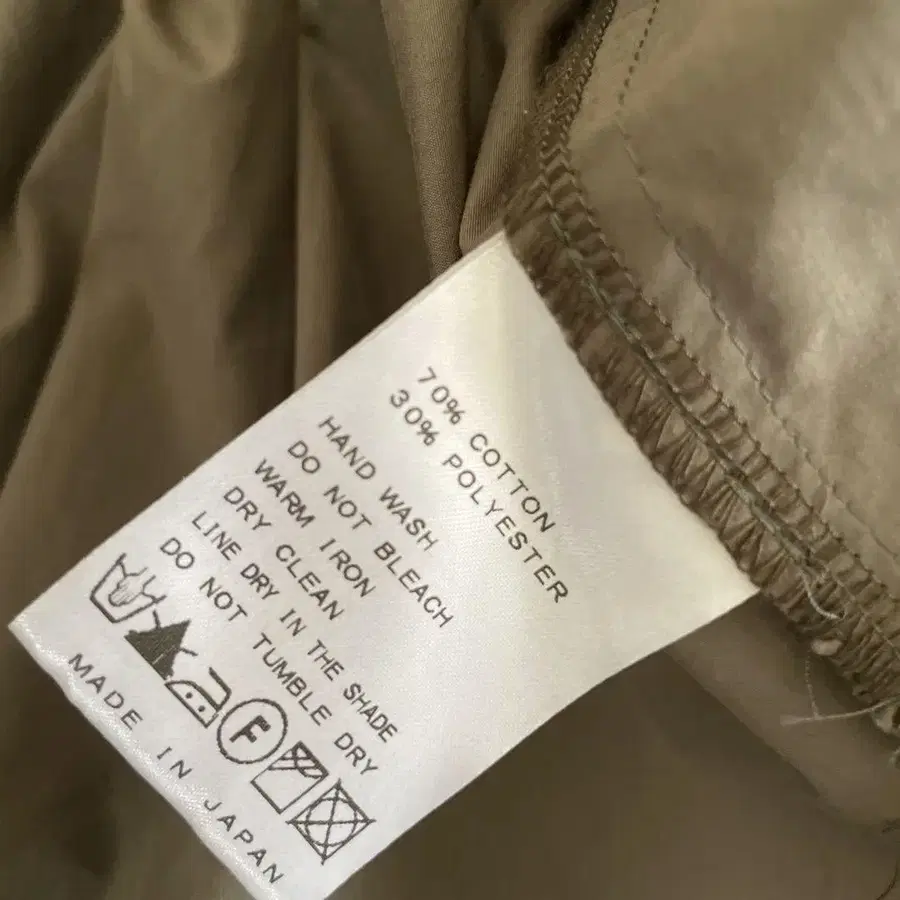 70% COTTON
30% POLYESTER
HAND WASH
DO NOT BLEACH
WARM IRON
DRY CLEAN
LINE DRY IN THE SHADE
DO NOT TUMBLE DRY
F
MADE IN JAPAN